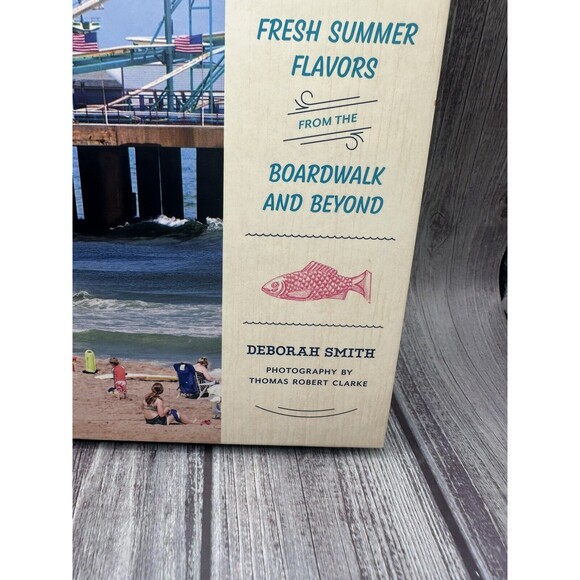 FRESH SUMMER
FLAVORS
FROM THE
BOARDWALK
AND BEYOND
DEBORAH SMITH
PHOTOGRAPHY BY
THOMAS ROBERT CLARKE